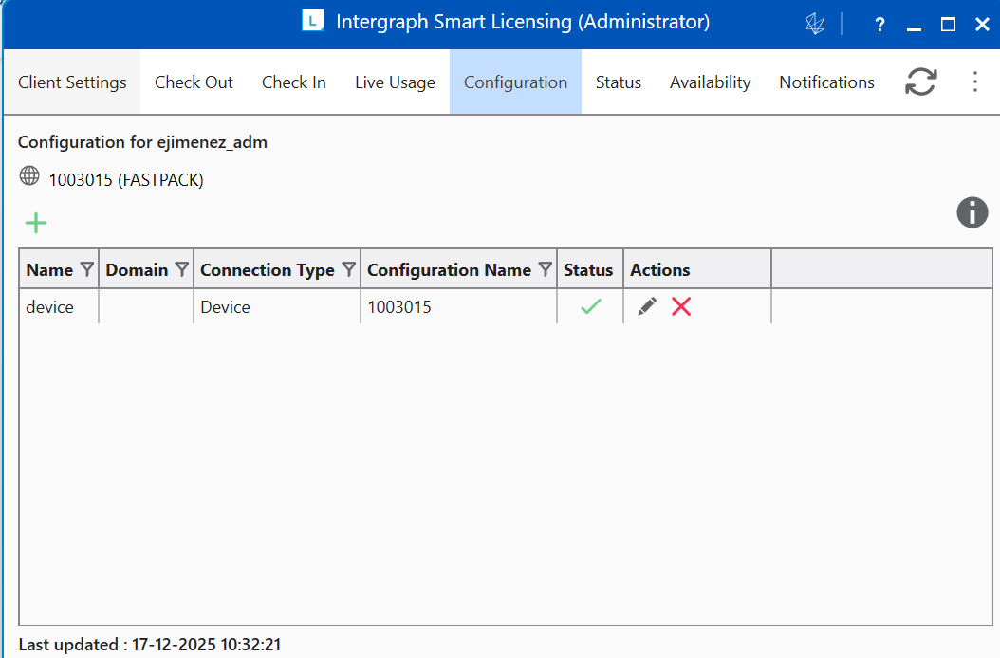 L Intergraph Smart Licensing (Administrator) ?
Client Settings Check Out Check In Live Usage Configuration Status Availability Notifications
Configuration for ejimenez_adm
1003015 (FASTPACK)
Name Domain Connection Type Configuration Name Status Actions
device Device 1003015
Last updated : 17-12-2025 10:32:21